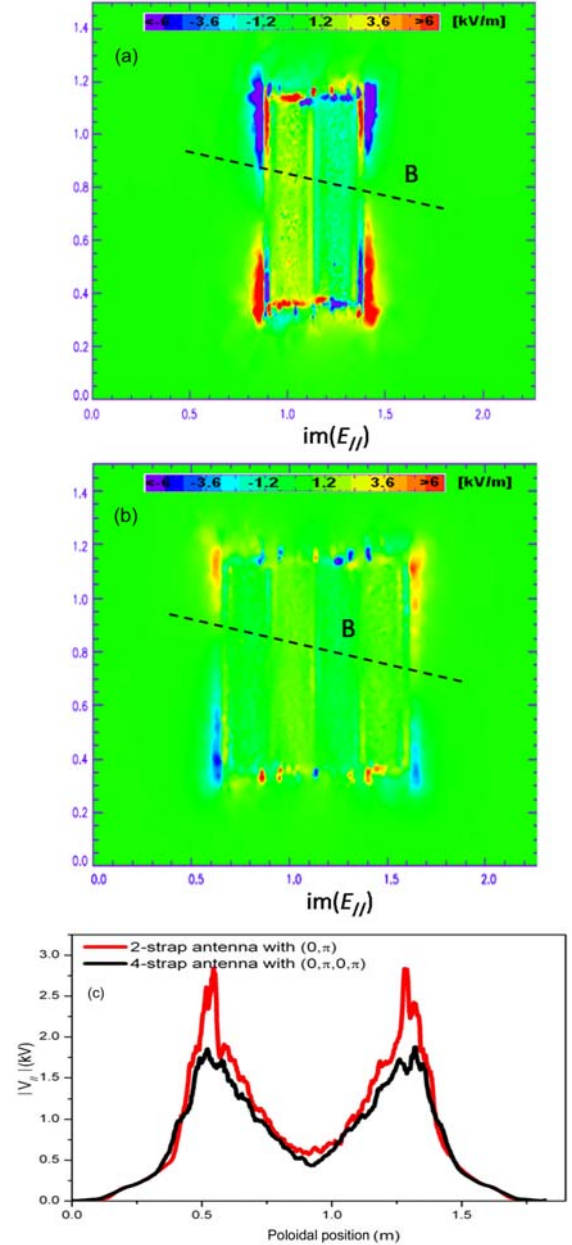 <-6 -3.6 -1.2 1.2 3.6 >6 [kV/m]
(a)
1.4
1.2
1.0
B
0.8
0.6
0.4
0.2
0.0
0.0 0.5 1.0 1.5 2.0
im(E//)
<-6 -3.6 -1.2 1.2 3.6 >6 [kV/m]
(b)
1.4
1.2
1.0
B
0.8
0.6
0.4
0.2
0.0
0.0 0.5 1.0 1.5 2.0
im(E//)
3.0
2-strap antenna with (0,π)
4-strap antenna with (0,π,0,π)
(c)
2.5
2.0
1.5
1.0
0.5
0.0
|V//|(kV)
0.0 0.5 1.0 1.5
Poloidal position (m)